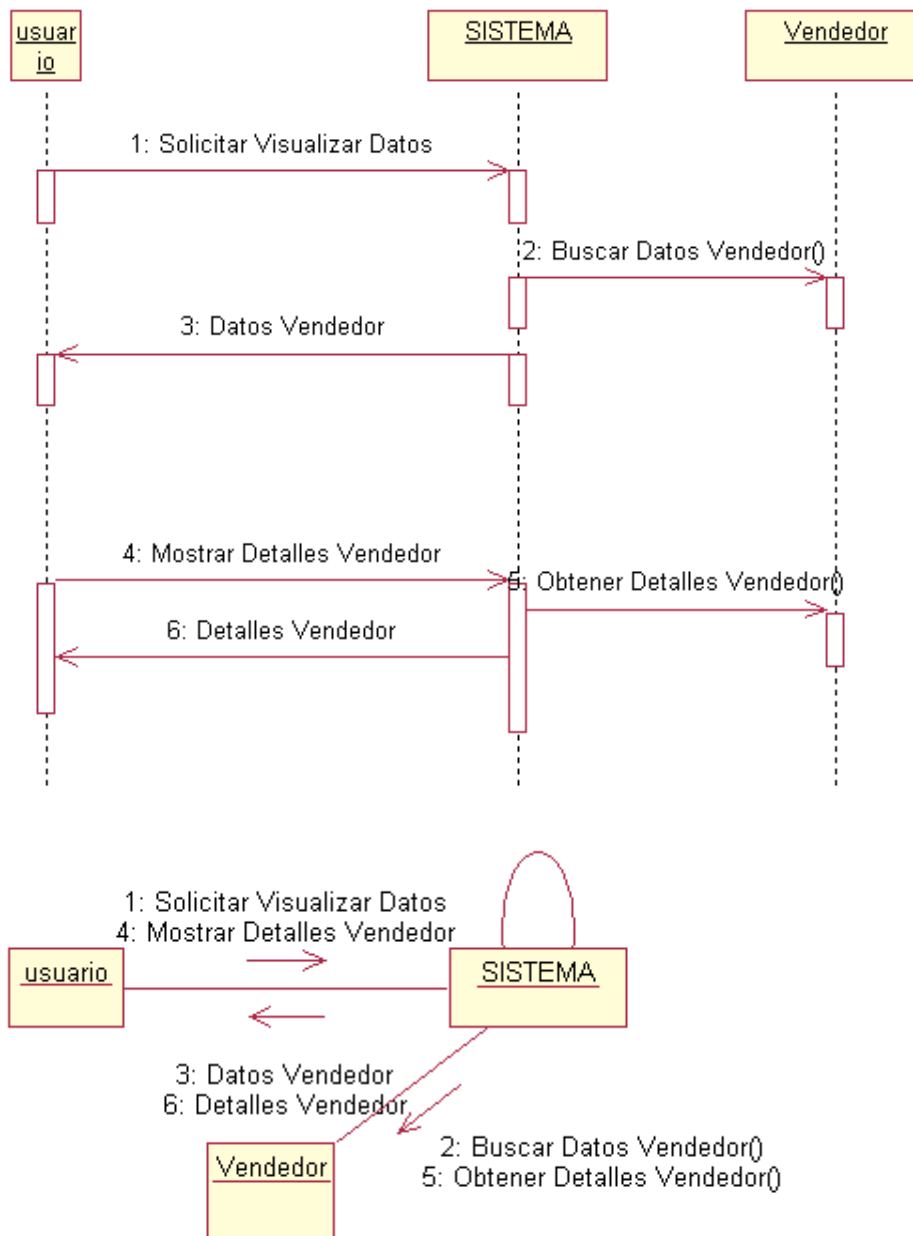 usuar
io
SISTEMA
Vendedor
1: Solicitar Visualizar Datos
2: Buscar Datos Vendedor()
3: Datos Vendedor
4: Mostrar Detalles Vendedor
5: Obtener Detalles Vendedor()
6: Detalles Vendedor
1: Solicitar Visualizar Datos
4: Mostrar Detalles Vendedor
usuario
SISTEMA
3: Datos Vendedor
6: Detalles Vendedor
2: Buscar Datos Vendedor()
5: Obtener Detalles Vendedor()
Vendedor